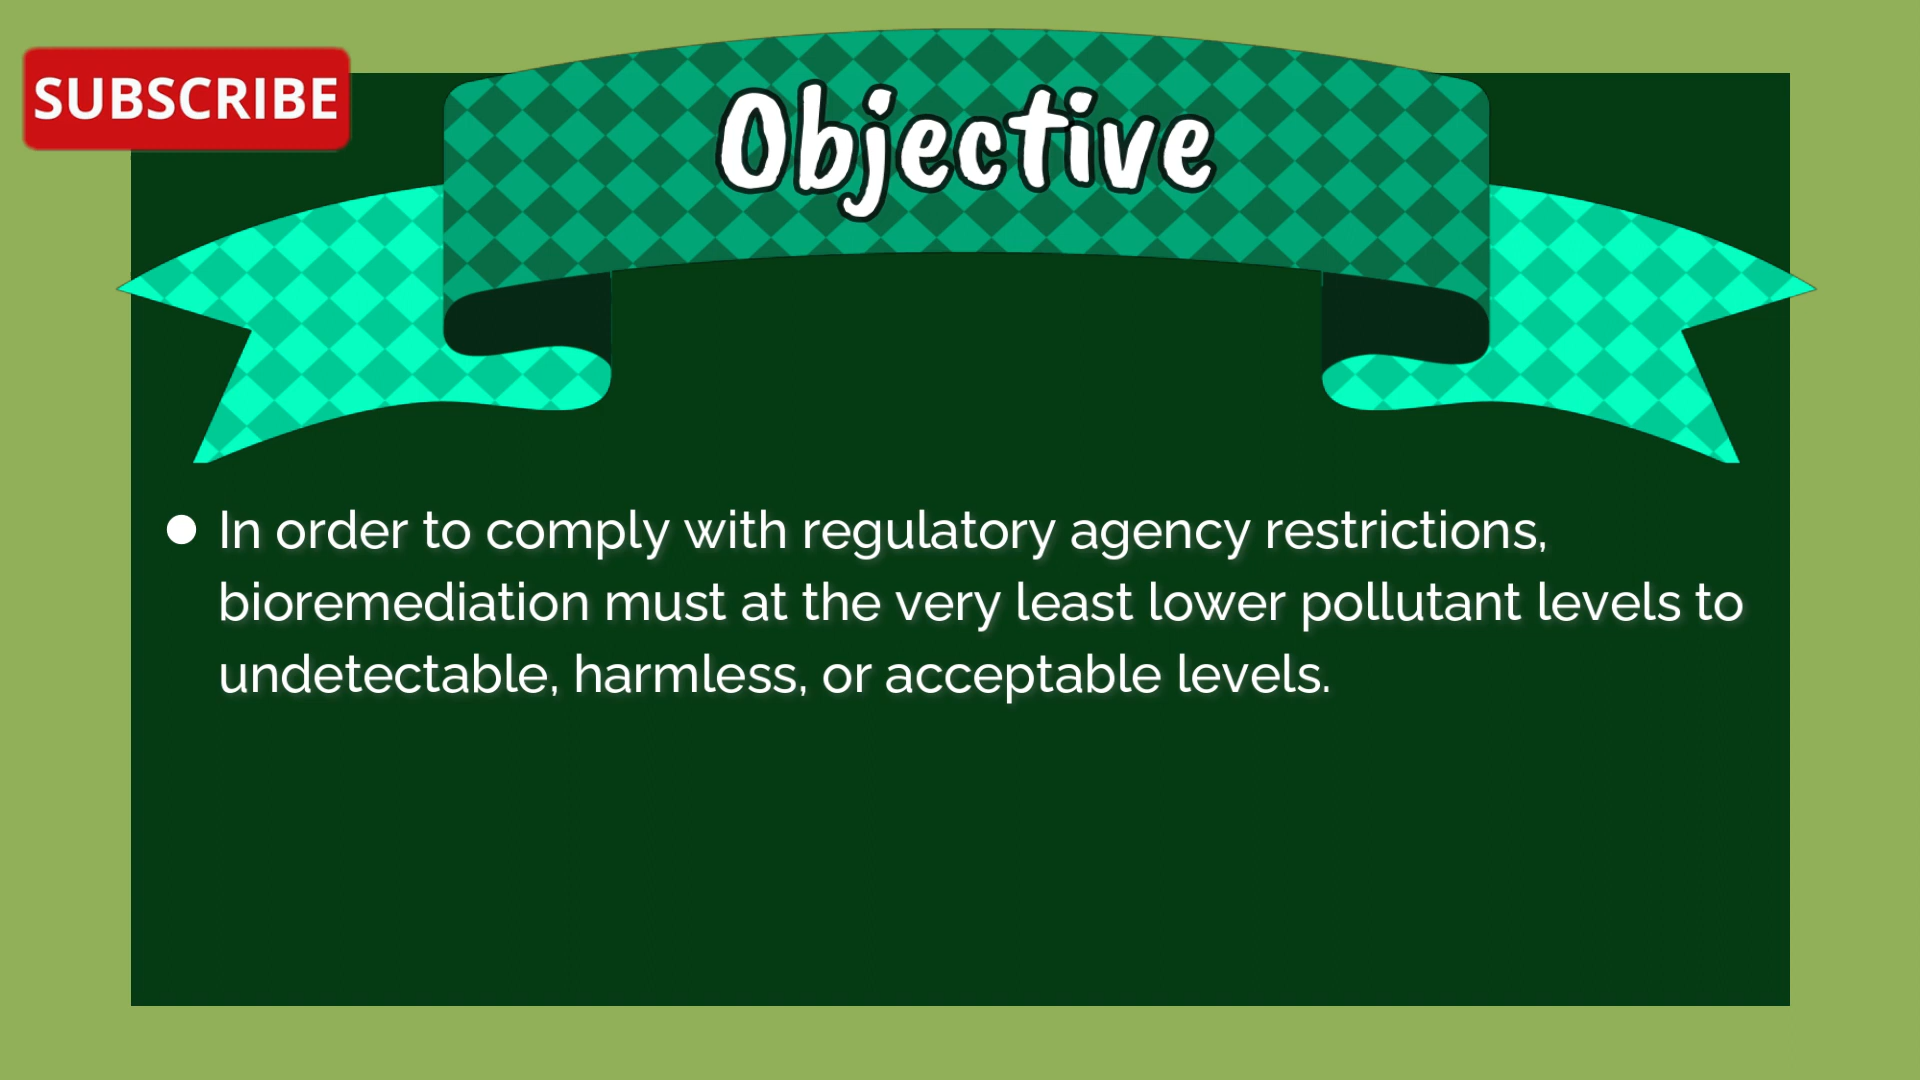 SUBSCRIBE
Objective
● In order to comply with regulatory agency restrictions,
bioremediation must at the very least lower pollutant levels to
undetectable, harmless, or acceptable levels.